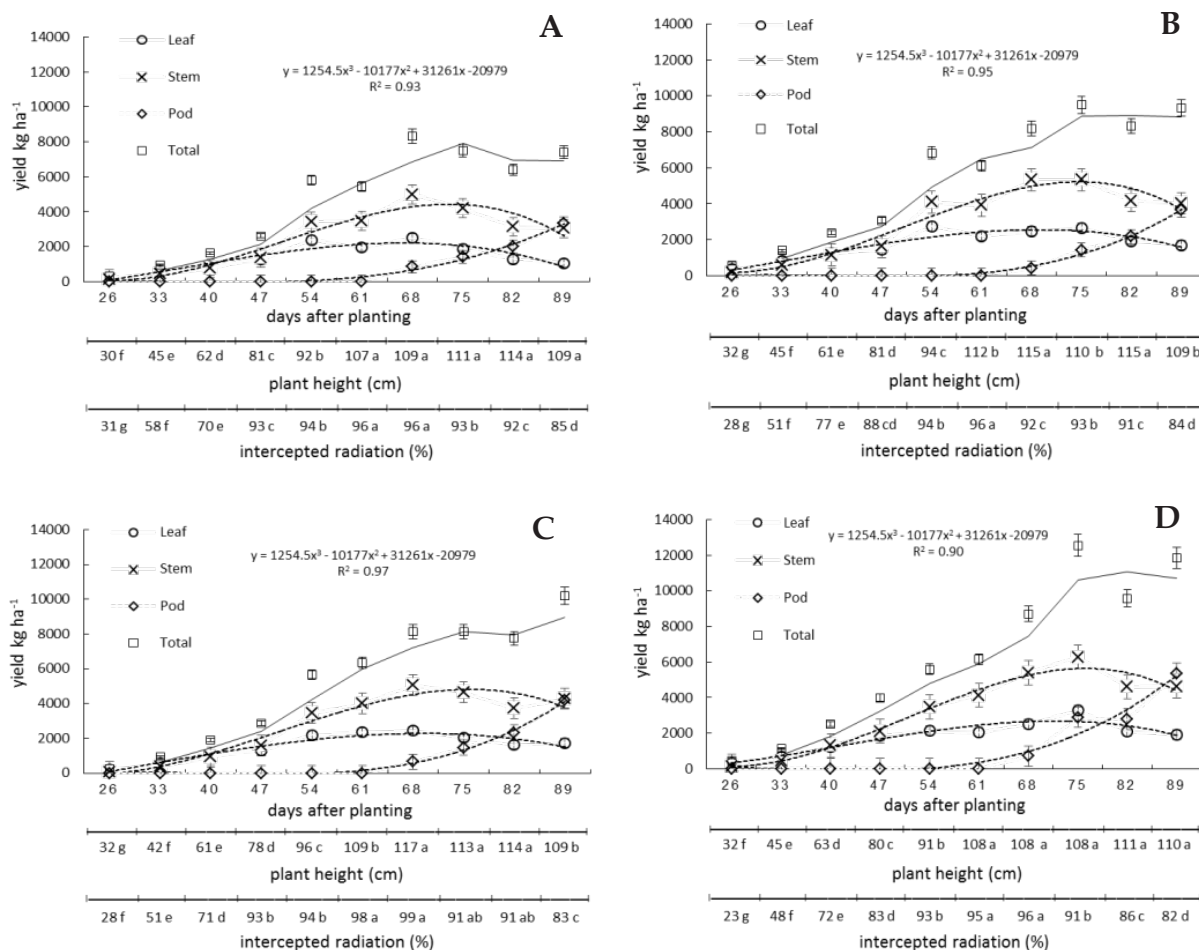 A
14000
12000
10000
8000
6000
4000
2000
0
yield kg ha⁻¹
Leaf
Stem
Pod
Total
y = 1254.5x³ - 10177x² + 31261x -20979
R² = 0.93
26 33 40 47 54 61 68 75 82 89
days after planting
30 f 45 e 62 d 81 c 92 b 107 a 109 a 111 a 114 a 109 a
plant height (cm)
31 g 58 f 70 e 93 c 94 b 96 a 96 a 93 b 92 c 85 d
intercepted radiation (%)
B
14000
12000
10000
8000
6000
4000
2000
0
yield kg ha⁻¹
Leaf
Stem
Pod
Total
y = 1254.5x³ - 10177x² + 31261x -20979
R² = 0.95
26 33 40 47 54 61 68 75 82 89
days after planting
32 g 45 f 61 e 81 d 94 c 112 b 115 a 110 b 115 a 109 b
plant height (cm)
28 g 51 f 77 e 88 cd 94 b 96 a 92 c 93 b 91 c 84 d
intercepted radiation (%)
C
14000
12000
10000
8000
6000
4000
2000
0
yield kg ha⁻¹
Leaf
Stem
Pod
Total
y = 1254.5x³ - 10177x² + 31261x -20979
R² = 0.97
26 33 40 47 54 61 68 75 82 89
days after planting
32 g 42 f 61 e 78 d 96 c 109 b 117 a 113 a 114 a 109 b
plant height (cm)
28 f 51 e 71 d 93 b 94 b 98 a 99 a 91 ab 91 ab 83 c
intercepted radiation (%)
D
14000
12000
10000
8000
6000
4000
2000
0
yield kg ha⁻¹
Leaf
Stem
Pod
Total
y = 1254.5x³ - 10177x² + 31261x -20979
R² = 0.90
26 33 40 47 54 61 68 75 82 89
days after planting
32 f 45 e 63 d 80 c 91 b 108 a 108 a 108 a 111 a 110 a
plant height (cm)
23 g 48 f 72 e 83 d 93 b 95 a 96 a 91 b 86 c 82 d
intercepted radiation (%)